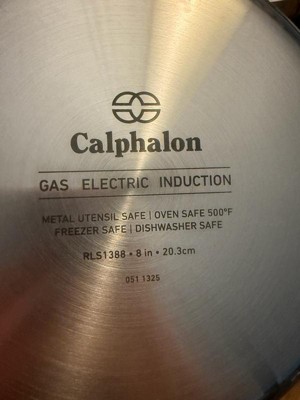 Calphalon
GAS ELECTRIC INDUCTION
METAL UTENSIL SAFE | OVEN SAFE 500°F
FREEZER SAFE | DISHWASHER SAFE
RLS1388 • 8 in • 20.3cm
051 1325